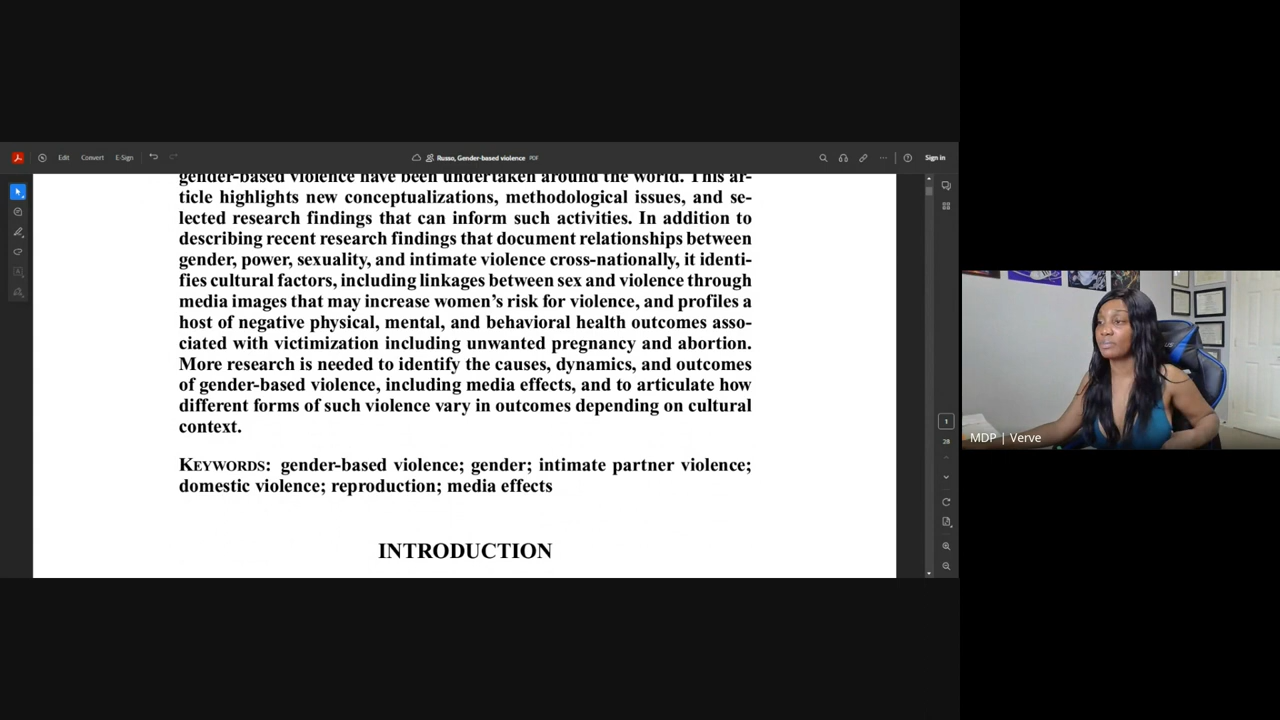 Edit
Convert
E-Sign
Russo, Gender-based violence PDF
Sign in
gender-based violence have been undertaken around the world. This ar-
ticle highlights new conceptualizations, methodological issues, and se-
lected research findings that can inform such activities. In addition to
describing recent research findings that document relationships between
gender, power, sexuality, and intimate violence cross-nationally, it identi-
fies cultural factors, including linkages between sex and violence through
media images that may increase women's risk for violence, and profiles a
host of negative physical, mental, and behavioral health outcomes asso-
ciated with victimization including unwanted pregnancy and abortion.
More research is needed to identify the causes, dynamics, and outcomes
of gender-based violence, including media effects, and to articulate how
different forms of such violence vary in outcomes depending on cultural
context.
KEYWORDS: gender-based violence; gender; intimate partner violence;
domestic violence; reproduction; media effects
INTRODUCTION
1
28
MDP | Verve